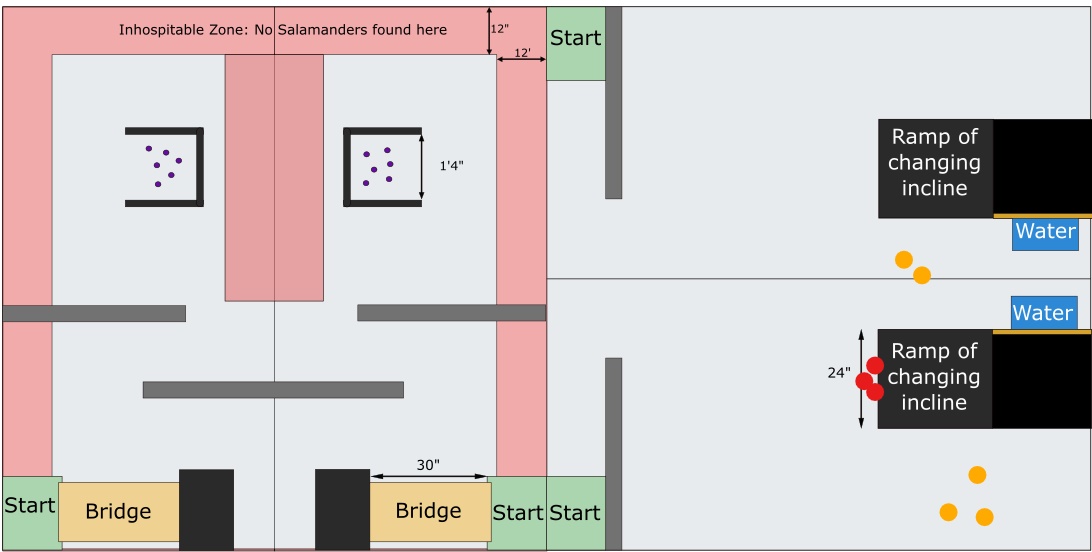 Inhospitable Zone: No Salamanders found here
12"
12'
Start
1'4"
Ramp of
changing
incline
Water
Water
Ramp of
changing
incline
24"
30"
Start
Bridge
Bridge
Start
Start